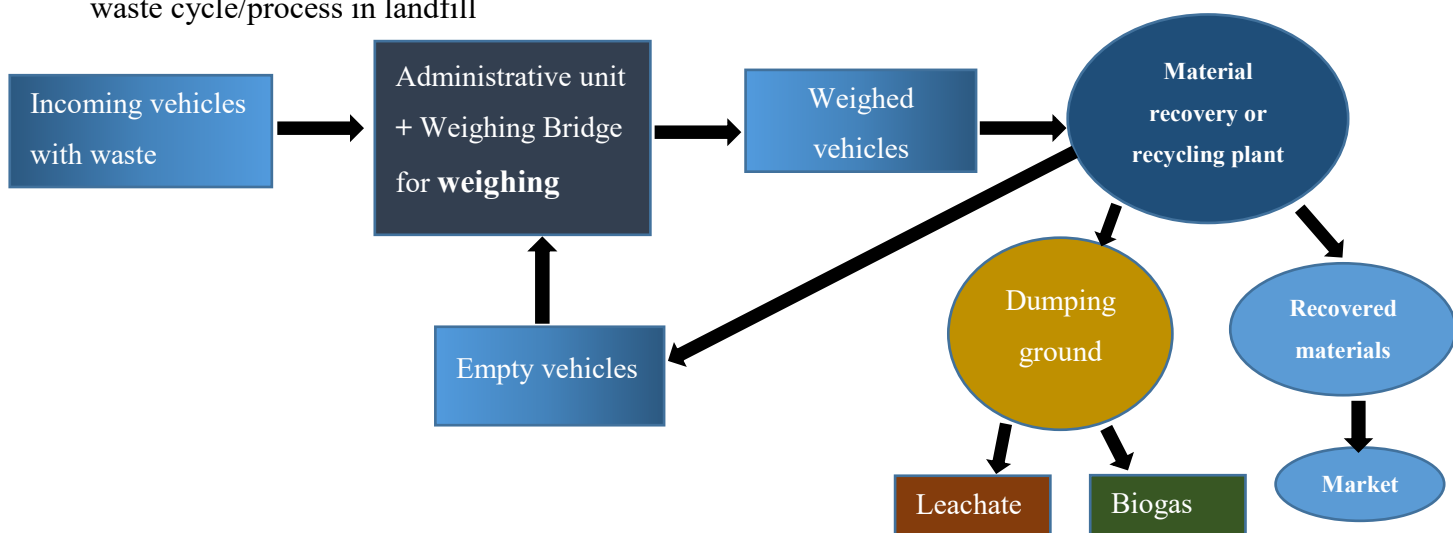 waste cycle/process in landfill
Incoming vehicles
with waste
Administrative unit
+ Weighing Bridge
for weighing
Weighed
vehicles
Material
recovery or
recycling plant
Empty vehicles
Dumping
ground
Recovered
materials
Leachate
Biogas
Market